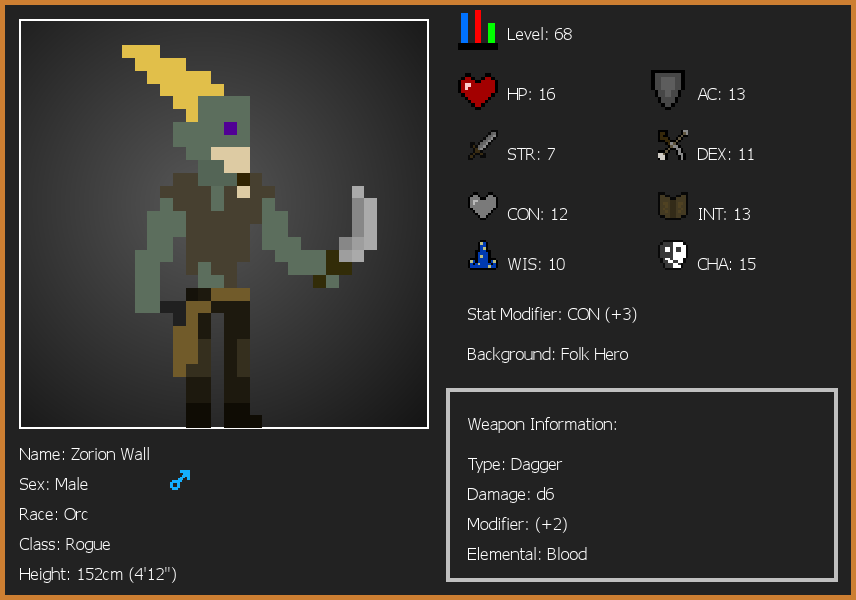 Level: 68
HP: 16
AC: 13
STR: 7
DEX: 11
CON: 12
INT: 13
WIS: 10
CHA: 15
Stat Modifier: CON (+3)
Background: Folk Hero
Weapon Information:
Type: Dagger
Damage: d6
Modifier: (+2)
Elemental: Blood
Name: Zorion Wall
Sex: Male
Race: Orc
Class: Rogue
Height: 152cm (4'12")